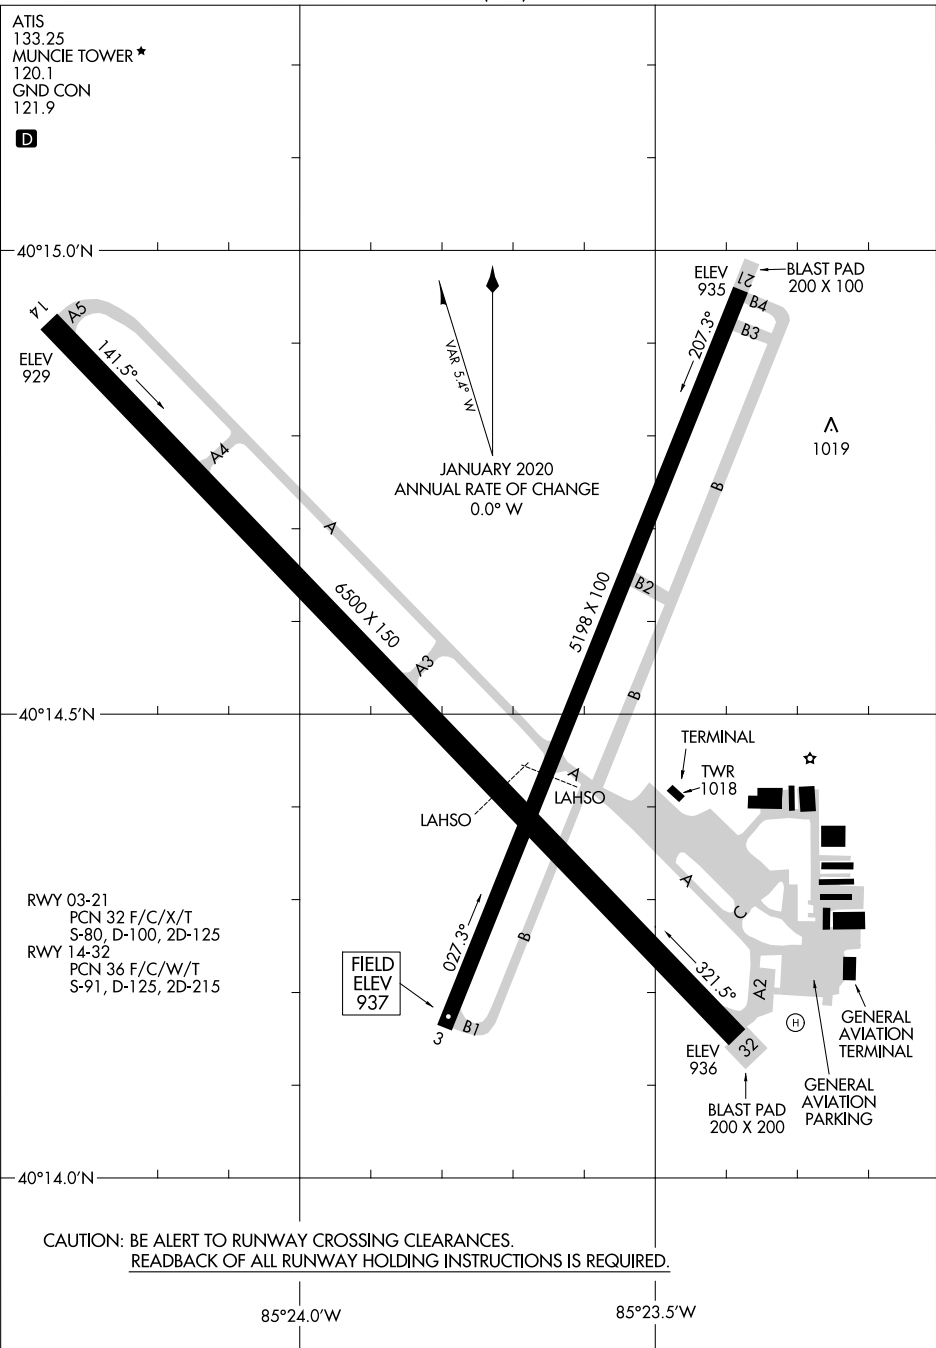 ATIS
133.25
MUNCIE TOWER★
120.1
GND CON
121.9
D
40°15.0'N
14
A5
ELEV
929
141.5°
A4
A
VAR 5.4° W
JANUARY 2020
ANNUAL RATE OF CHANGE
0.0° W
ELEV
935
21
BLAST PAD
200 X 100
B4
B3
207.3°
1019
B
B2
5198 X 100
6500 X 150
A3
B
40°14.5'N
TERMINAL
TWR
1018
A
LAHSO
LAHSO
A
C
RWY 03-21
PCN 32 F/C/X/T
S-80, D-100, 2D-125
RWY 14-32
PCN 36 F/C/W/T
S-91, D-125, 2D-215
027.3°
B
FIELD
ELEV
937
3
B1
321.5°
A2
H
ELEV
936
32
BLAST PAD
200 X 200
GENERAL
AVIATION
TERMINAL
GENERAL
AVIATION
PARKING
40°14.0'N
CAUTION: BE ALERT TO RUNWAY CROSSING CLEARANCES.
READBACK OF ALL RUNWAY HOLDING INSTRUCTIONS IS REQUIRED.
85°24.0'W
85°23.5'W